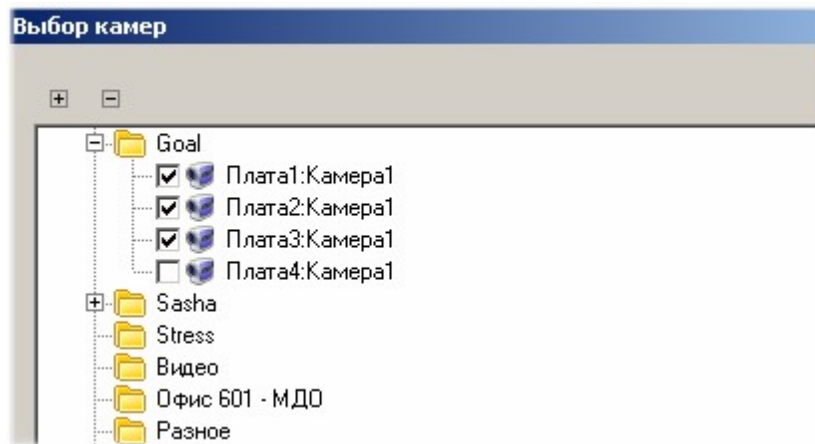 Выбор камер
Goal
Плата1:Камера1
Плата2:Камера1
Плата3:Камера1
Плата4:Камера1
Sasha
Stress
Видео
Офис 601 - МДО
Разное